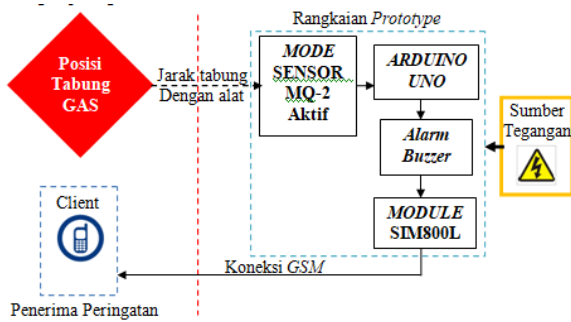 Rangkaian Prototype
Posisi
Tabung
GAS
Jarak tabung
Dengan alat
MODE
SENSOR
MQ-2
Aktif
ARDUINO
UNO
Alarm
Buzzer
MODULE
SIM800L
Sumber
Tegangan
Client
Koneksi GSM
Penerima Peringatan